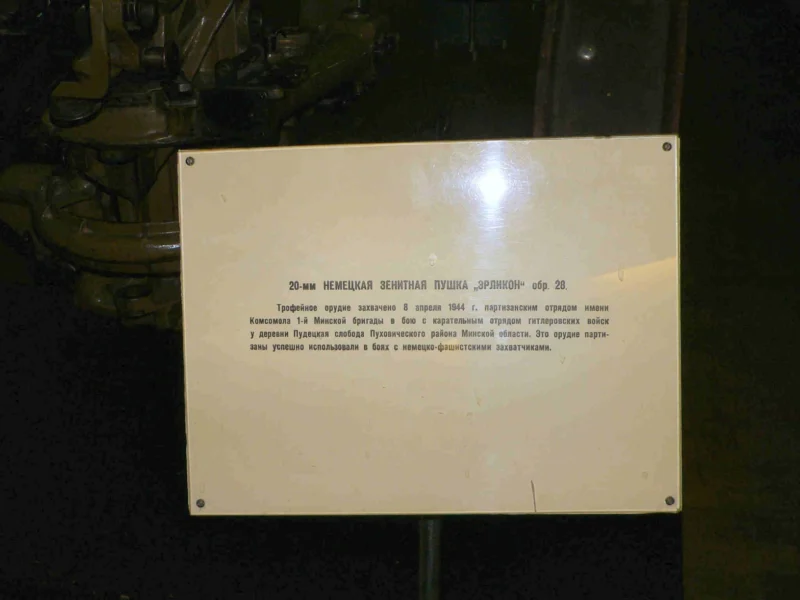 20-мм НЕМЕЦКАЯ ЗЕНИТНАЯ ПУШКА „ЭРЛИКОН“ обр. 28.
Трофейное орудие захвачено 8 апреля 1944 г. партизанским отрядом имени
Комсомола 1-й Минской бригады в бою с карательным отрядом гитлеровских войск
у деревни Пудецкая слобода Пуховичского района Минской области. Это орудие парти-
заны успешно использовали в боях с немецко-фашистскими захватчиками.